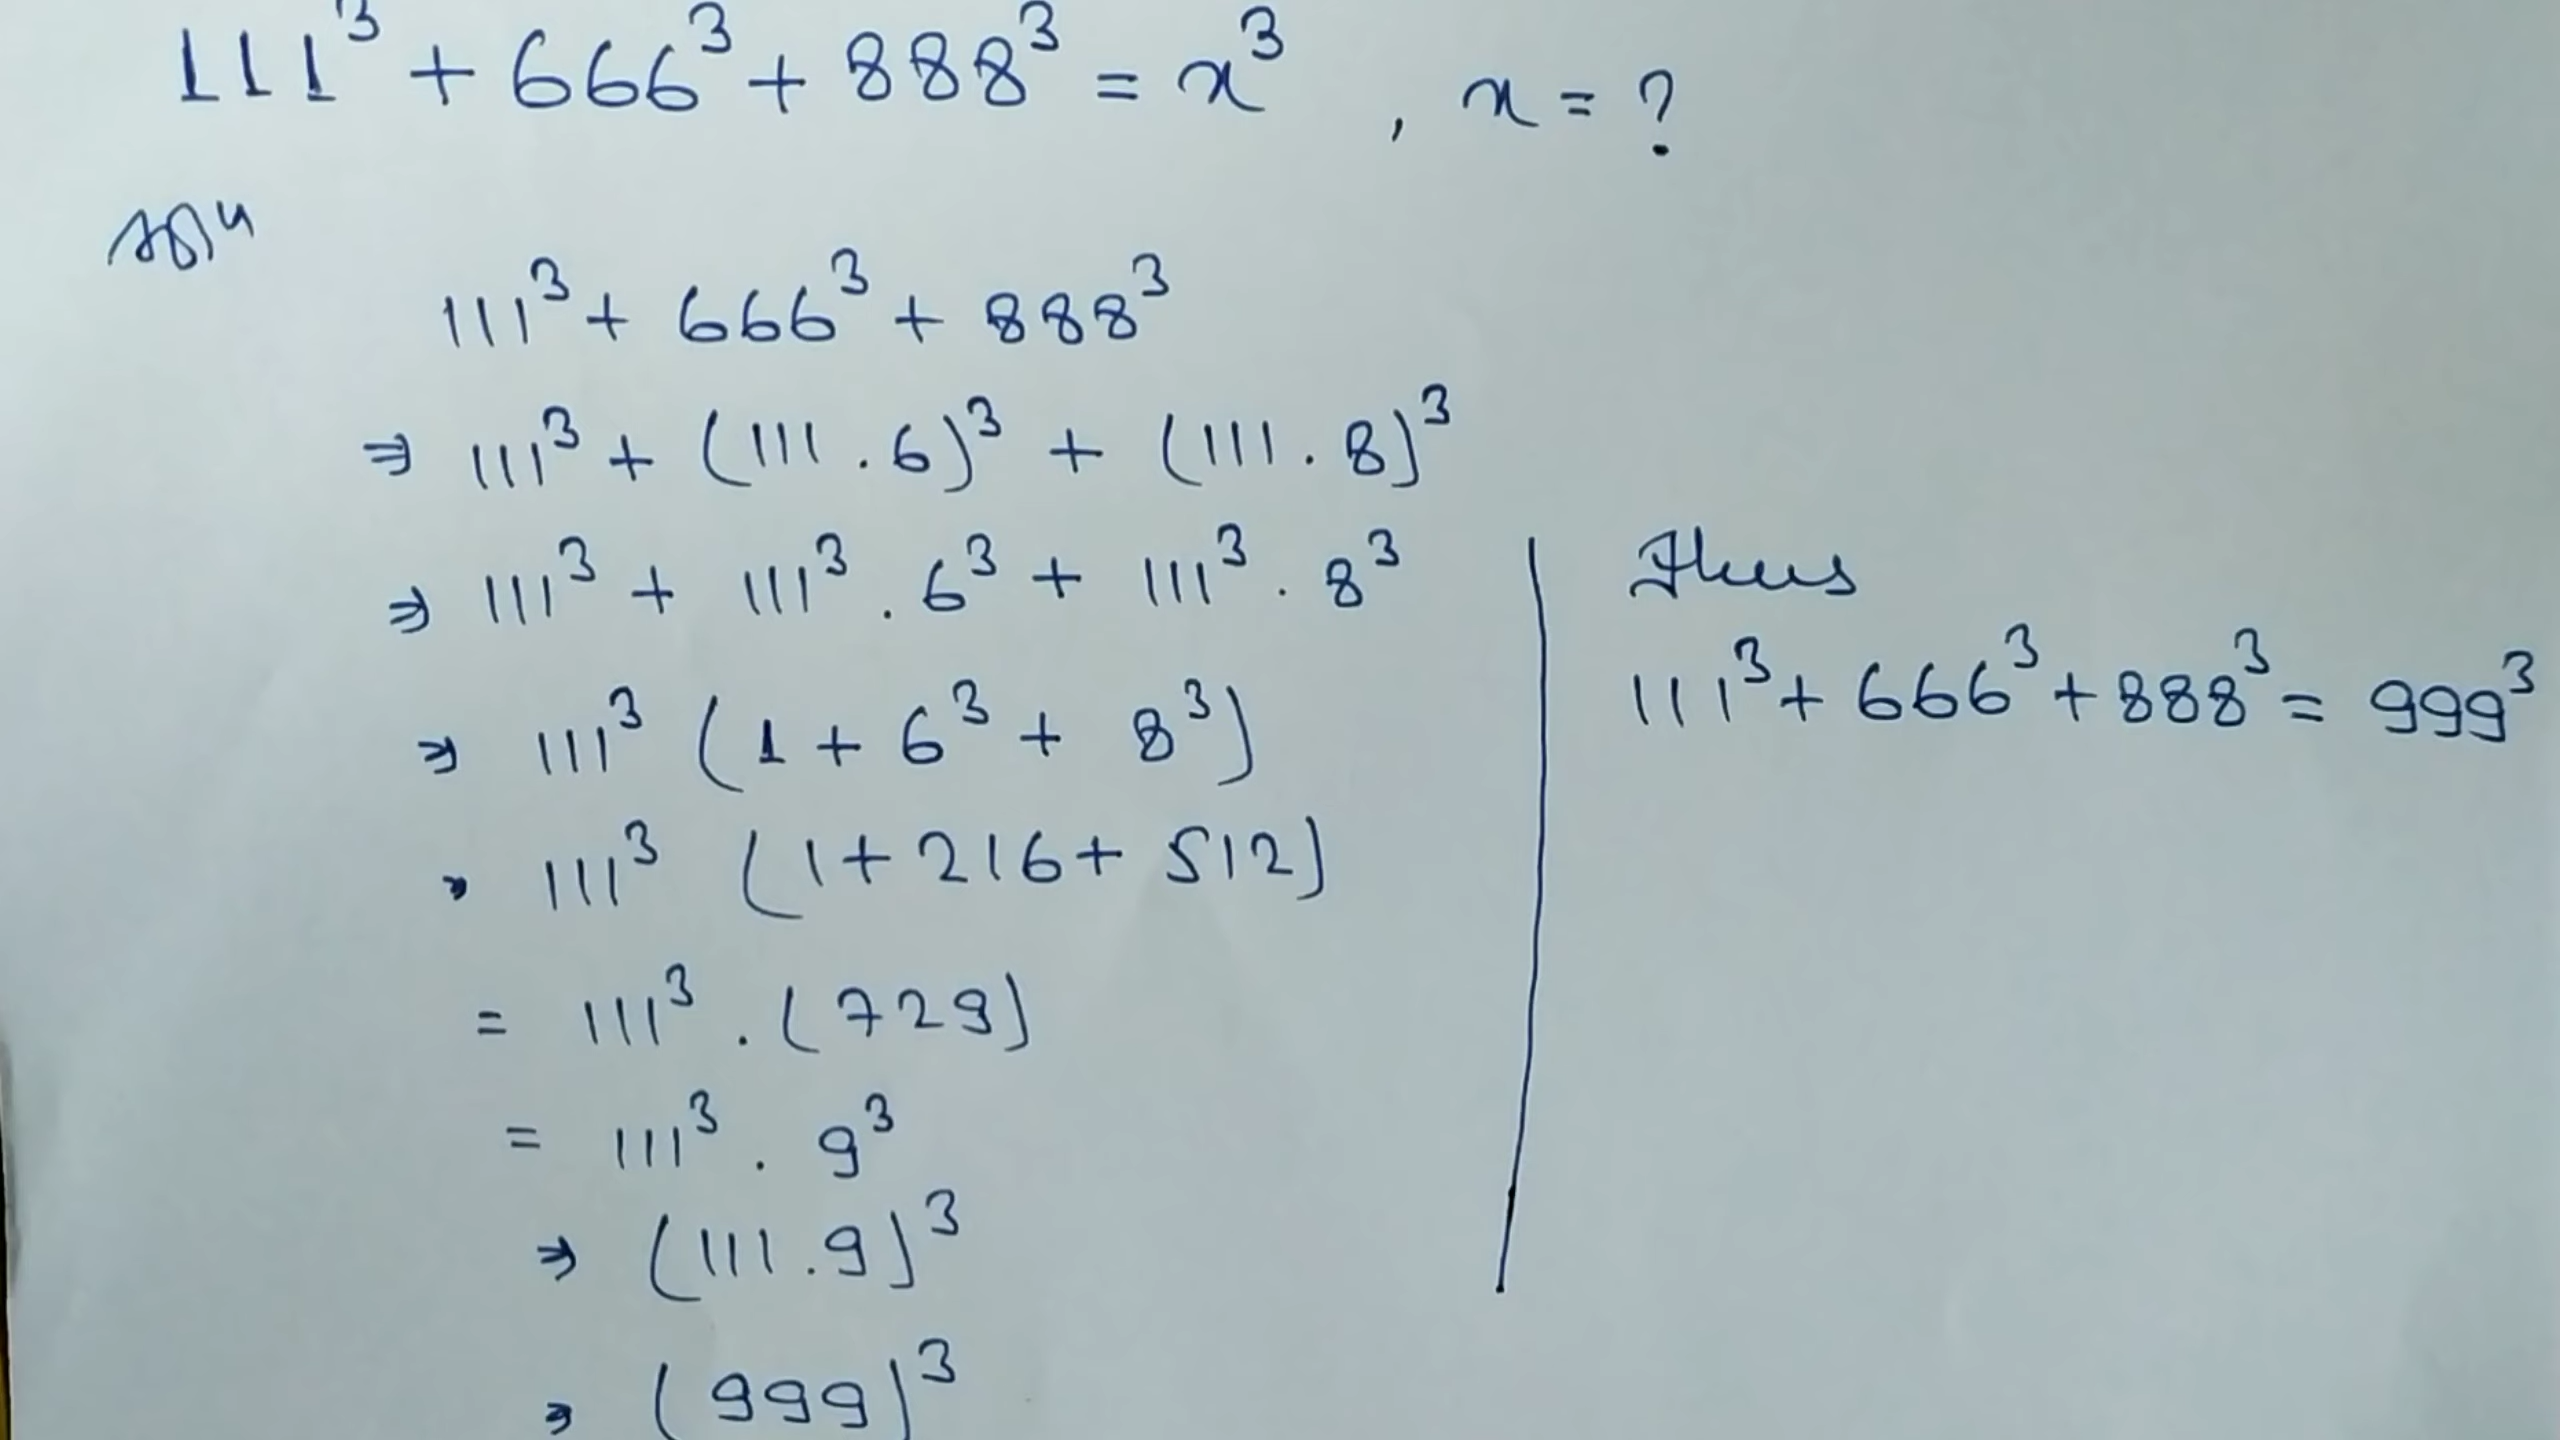 111³ + 666³ + 888³ = x³ , x = ?
Solⁿ
111³ + 666³ + 888³
⇒ 111³ + (111.6)³ + (111.8)³
⇒ 111³ + 111³.6³ + 111³.8³
⇒ 111³ (1 + 6³ + 8³)
⇒ 111³ (1 + 216 + 512)
= 111³.(729)
= 111³.9³
⇒ (111.9)³
⇒ (999)³
Thus
111³ + 666³ + 888³ = 999³